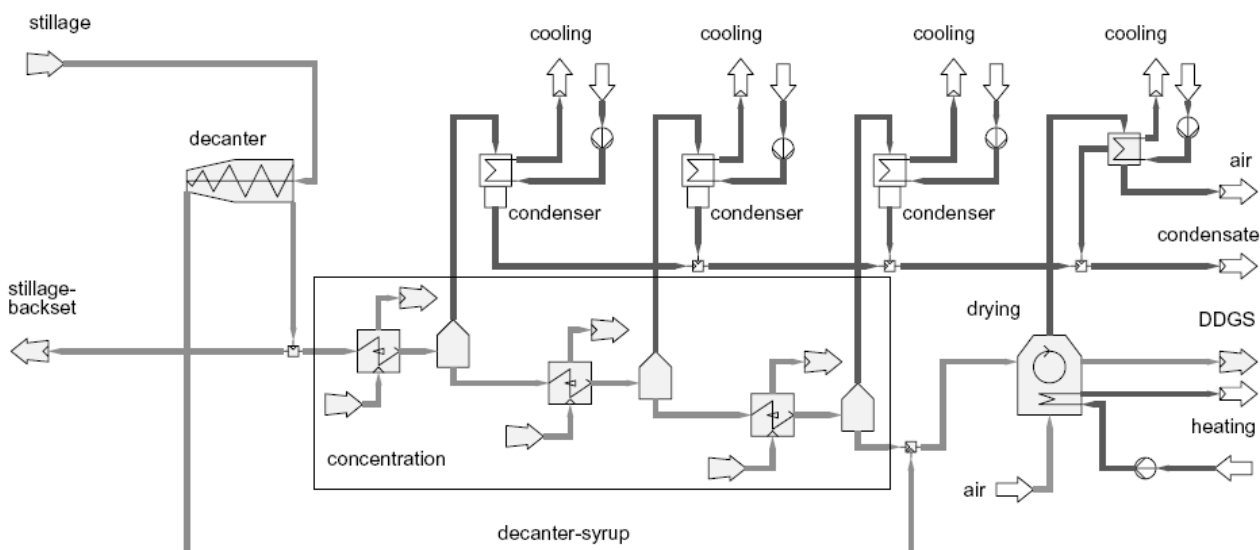 stillage
cooling
cooling
cooling
cooling
decanter
air
condenser
condenser
condenser
condensate
stillage-
backset
drying
DDGS
concentration
heating
air
decanter-syrup